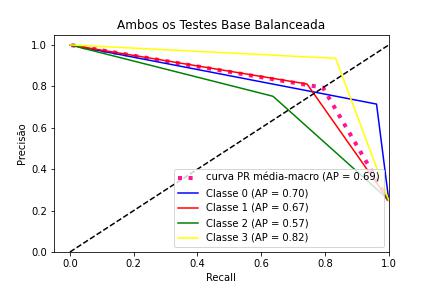 Ambos os Testes Base Balanceada
1.0
0.8
0.6
0.4
0.2
0.0
Precisão
curva PR média-macro (AP = 0.69)
Classe 0 (AP = 0.70)
Classe 1 (AP = 0.67)
Classe 2 (AP = 0.57)
Classe 3 (AP = 0.82)
0.0 0.2 0.4 0.6 0.8 1.0
Recall